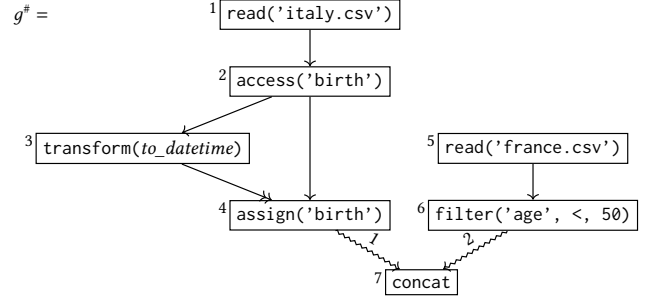 g# =
1 read('italy.csv')
2 access('birth')
3 transform(to_datetime)
5 read('france.csv')
4 assign('birth')
6 filter('age', <, 50)
1
2
7 concat